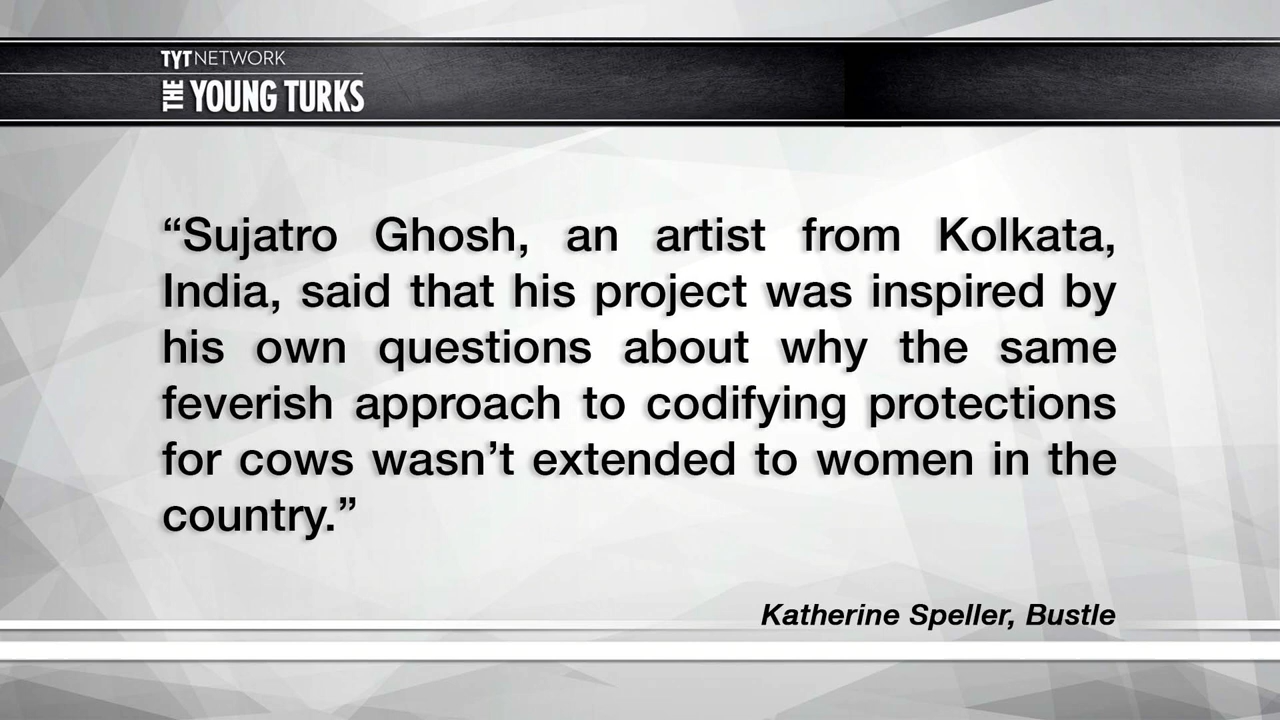 TYT NETWORK
THE YOUNG TURKS
“Sujatro Ghosh, an artist from Kolkata,
India, said that his project was inspired by
his own questions about why the same
feverish approach to codifying protections
for cows wasn’t extended to women in the
country.”
Katherine Speller, Bustle